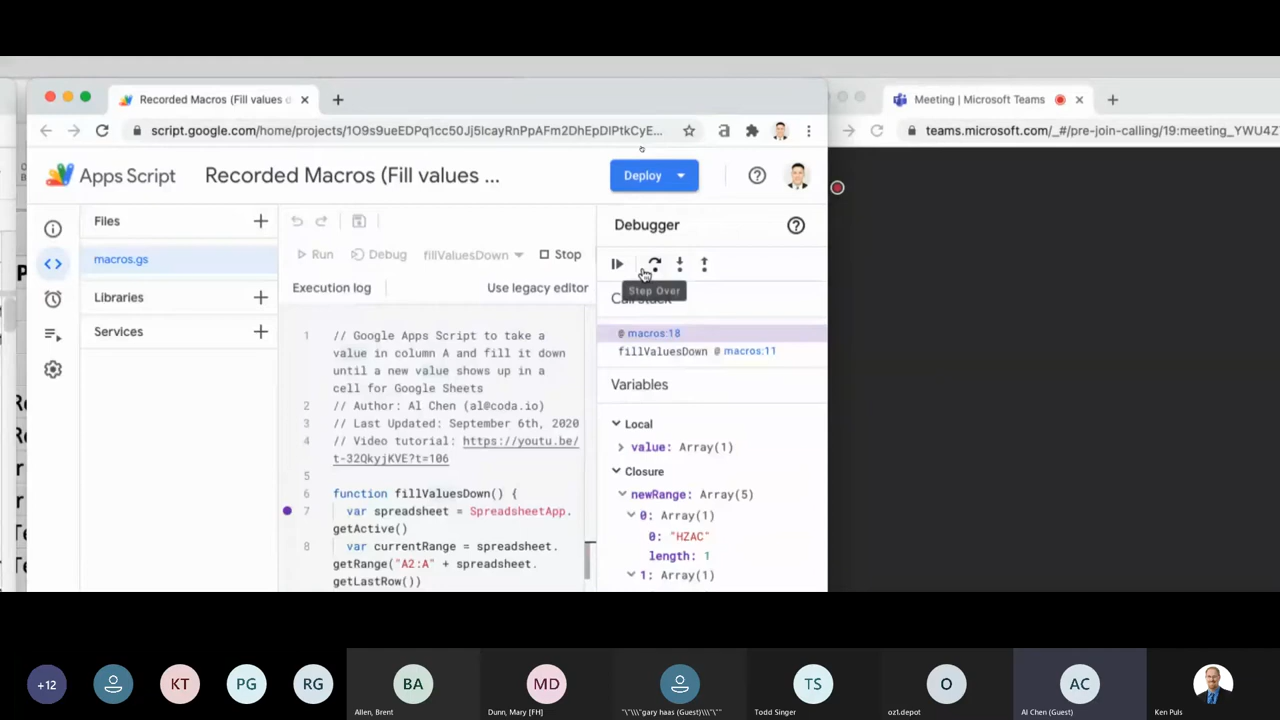 Recorded Macros (Fill values d
Meeting | Microsoft Teams
script.google.com/home/projects/1O9s9ueEDPq1cc50Jj5lcayRnPpAFm2DhEpDlPtkCyE...
teams.microsoft.com/_#/pre-join-calling/19:meeting_YWU4Z
Apps Script
Recorded Macros (Fill values ...
Deploy
Files
macros.gs
Libraries
Services
Run
Debug
fillValuesDown
Stop
Execution log
Use legacy editor
1 // Google Apps Script to take a
value in column A and fill it down
until a new value shows up in a
cell for Google Sheets
2 // Author: Al Chen (al@coda.io)
3 // Last Updated: September 6th, 2020
4 // Video tutorial: https://youtu.be/
t-32QkyjKVE?t=106
5
6 function fillValuesDown() {
7 var spreadsheet = SpreadsheetApp.
getActive()
8 var currentRange = spreadsheet.
getRange("A2:A" + spreadsheet.
getLastRow())
Debugger
Step Over
@ macros:18
fillValuesDown @ macros:11
Variables
Local
value: Array(1)
Closure
newRange: Array(5)
0: Array(1)
0: "HZAC"
length: 1
1: Array(1)
+12
KT
PG
RG
BA
Allen, Brent
MD
Dunn, Mary [FH]
"\"\\\"gary haas (Guest)\\\"\""
TS
Todd Singer
O
oz1.depot
AC
Al Chen (Guest)
Ken Puls